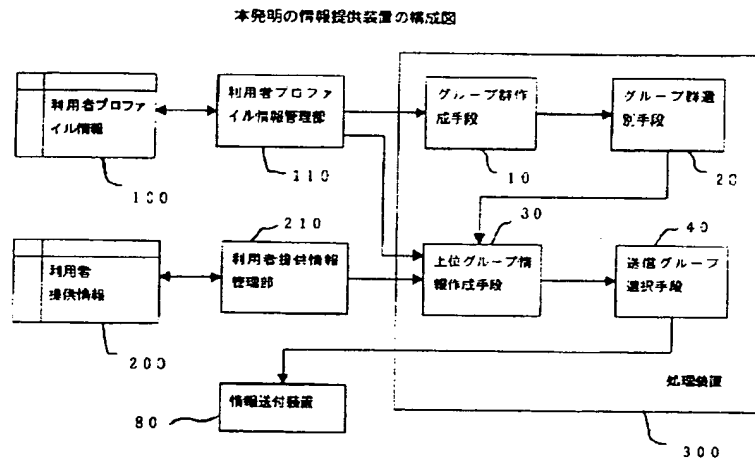 本発明の情報提供装置の構成図
利用者プロファ
イル情報
100
利用者プロフ
ァイル情報管理部
110
グループ群作
成手段
10
グループ群選
別手段
20
利用者
提供情報
200
210
利用者提供情報
管理部
30
上位グループ情
報作成手段
40
送信グループ
選択手段
情報送付装置
80
処理装置
300